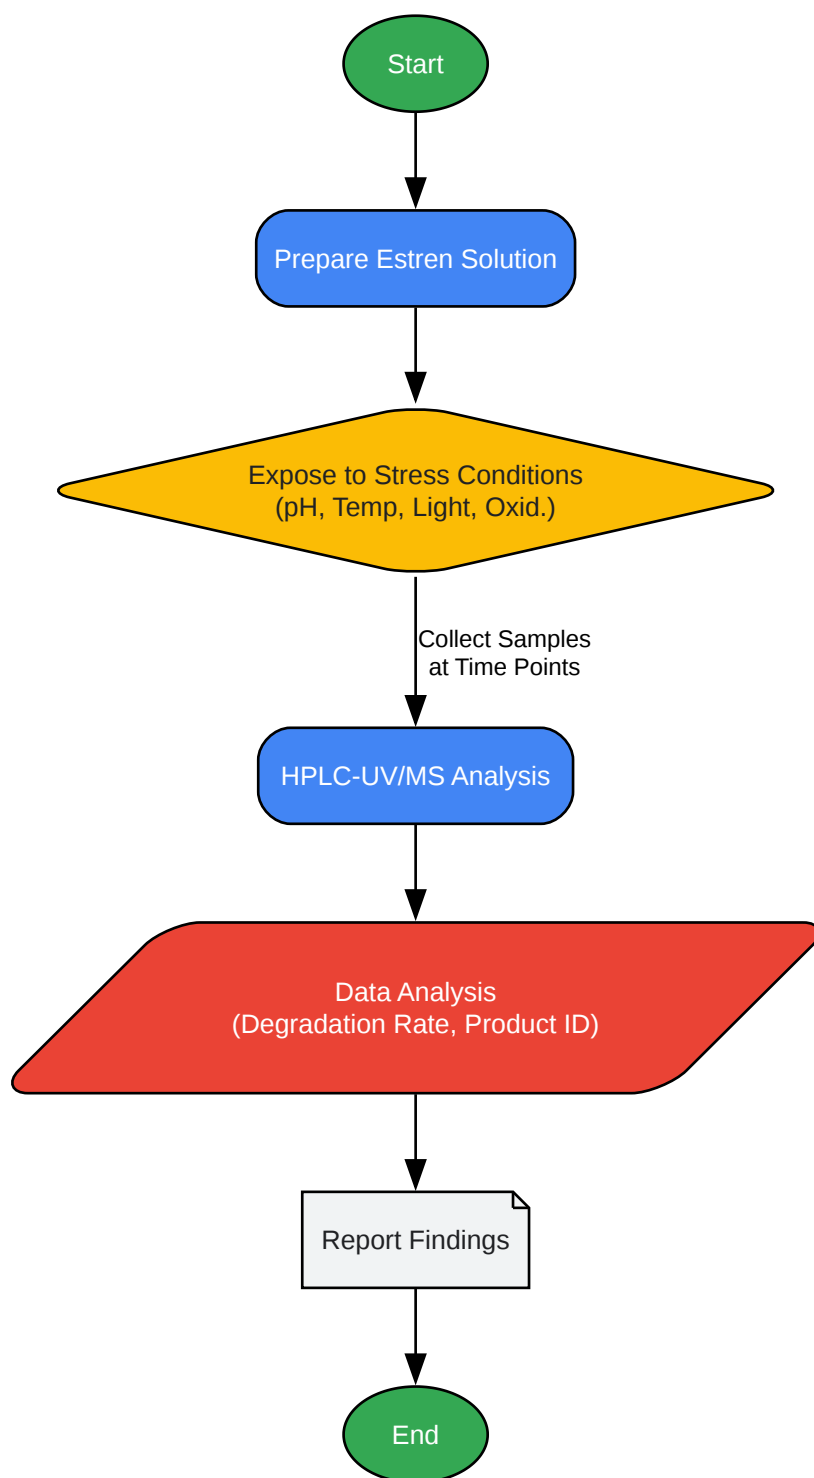 Start
Prepare Estren Solution
Expose to Stress Conditions
(pH, Temp, Light, Oxid.)
Collect Samples
at Time Points
HPLC-UV/MS Analysis
Data Analysis
(Degradation Rate, Product ID)
Report Findings
End